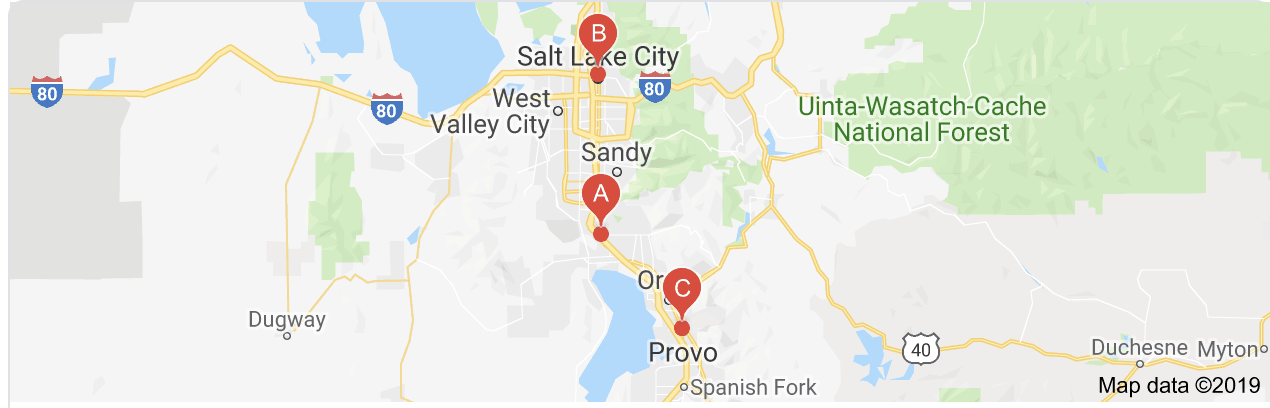 B
Salt Lake City
80
80
80
West
Valley City
Uinta-Wasatch-Cache
National Forest
Sandy
A
Or
C
Dugway
Provo
40
Duchesne
Myton
Spanish Fork
Map data ©2019